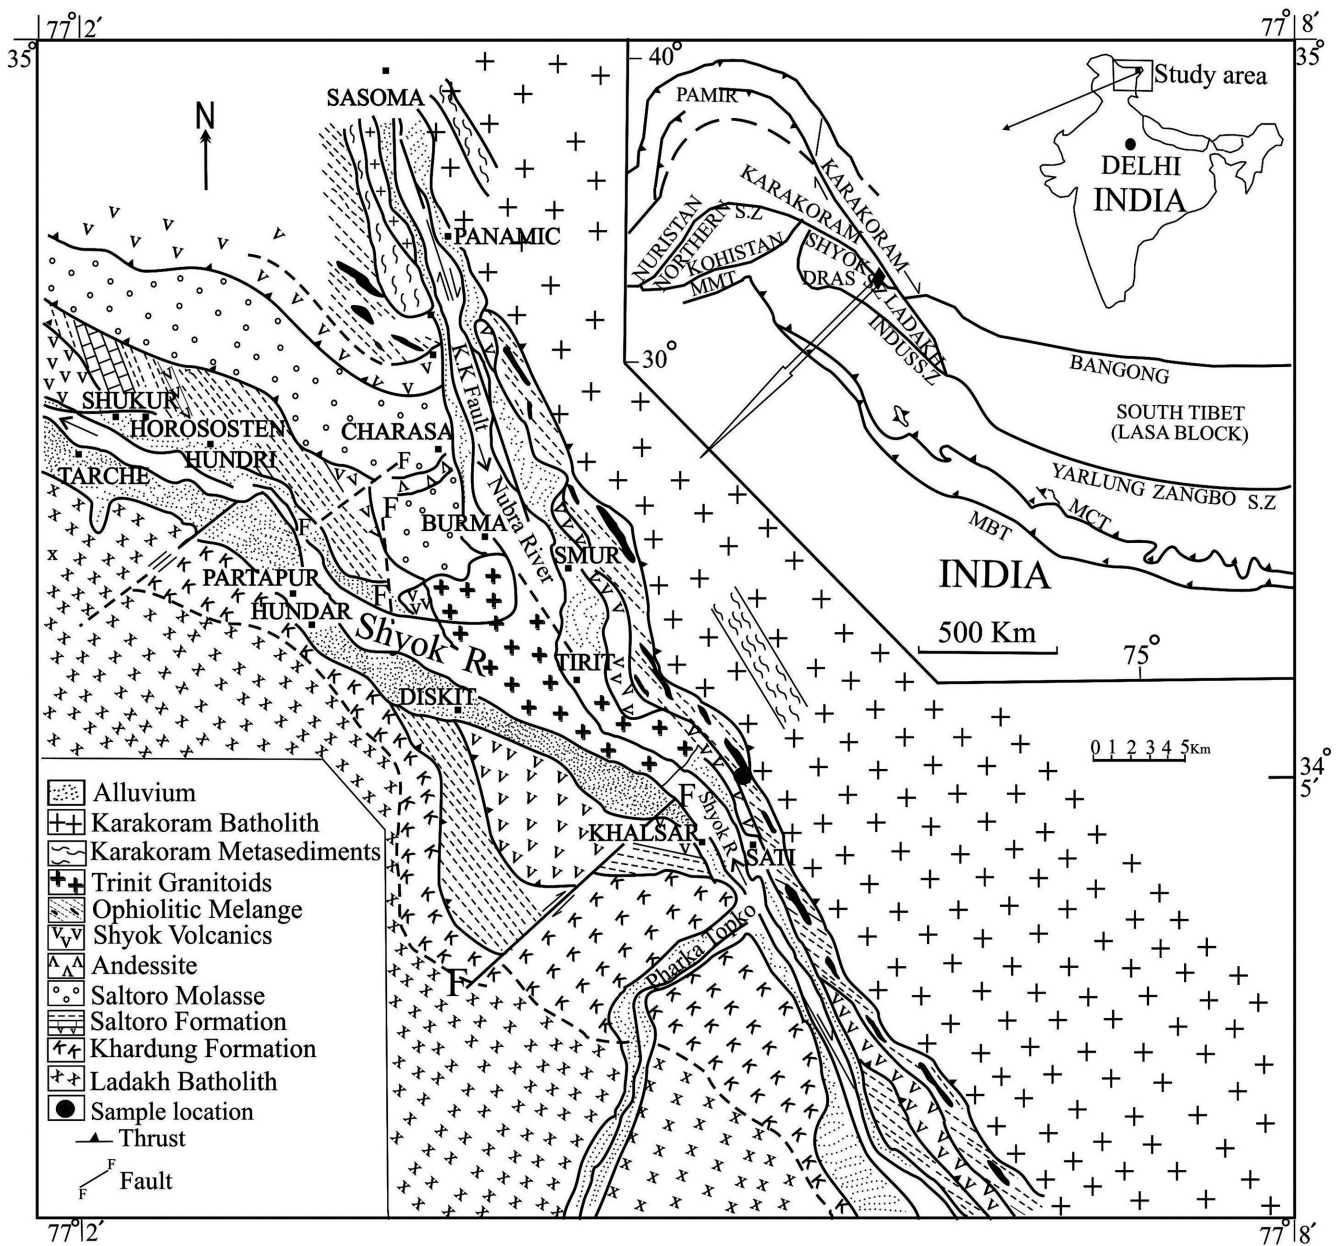 77°2′
77°8′
35°
35°
40°
Study area
SASOMA
PAMIR
N
DELHI
INDIA
KARAKORAM
KARAKORAM
S.Z
NURISTAN
NORTHERN
KOHISTAN
SHYOK S.Z
PANAMIC
MMT
DRAS
LADAKH
INDUS S.Z
30°
K K Fault
BANGONG
SHUKUR
SOUTH TIBET
(LASA BLOCK)
HOROSOSTEN
CHARASA
HUNDRI
F
TARCHE
YARLUNG ZANGBO S.Z
F
Nubra River
MCT
BURMA
MBT
F
SMUR
PARTAPUR
INDIA
F
HUNDAR
500 Km
Shyok R
75°
TIRIT
DISKIT
0 1 2 3 4 5Km
34°
5′
Alluvium
F
Shyok R
Karakoram Batholith
KHALSAR
Karakoram Metasediments
SATI
Trinit Granitoids
Ophiolitic Melange
Pharka Topko
Shyok Volcanics
Andessite
F
Saltoro Molasse
Saltoro Formation
Khardung Formation
Ladakh Batholith
Sample location
Thrust
F
Fault
F
77°2′
77°8′